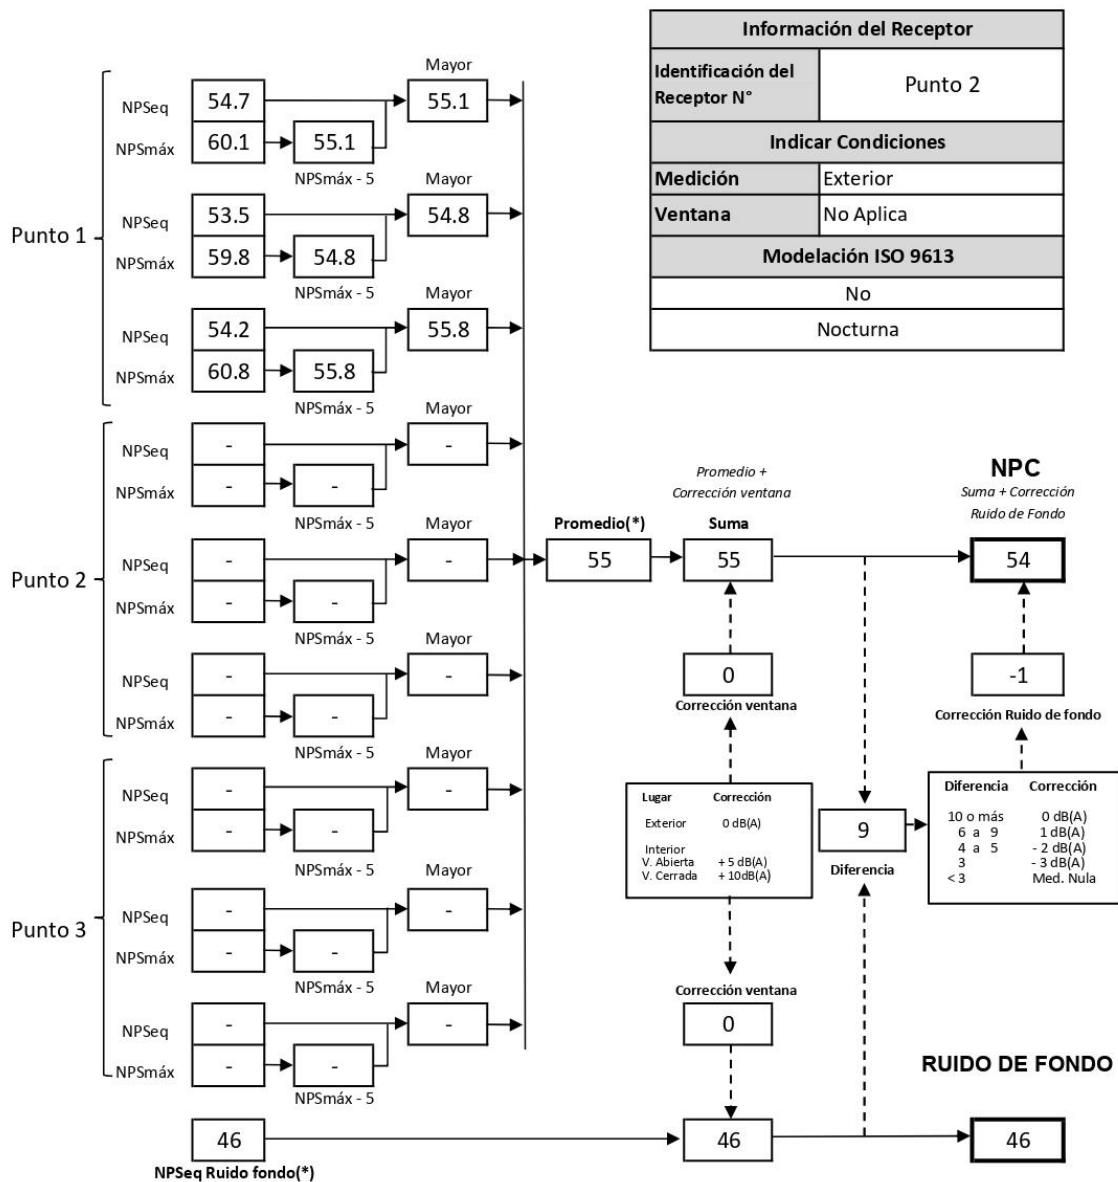 Información del Receptor
Identificación del
Receptor N°
Punto 2
Indicar Condiciones
Medición Exterior
Ventana No Aplica
Modelación ISO 9613
No
Nocturna
Punto 1
Mayor
NPSeq 54.7 55.1
NPSmáx 60.1 55.1
NPSmáx - 5
Mayor
NPSeq 53.5 54.8
NPSmáx 59.8 54.8
NPSmáx - 5
Mayor
NPSeq 54.2 55.8
NPSmáx 60.8 55.8
NPSmáx - 5
Punto 2
Mayor
NPSeq - -
NPSmáx - -
NPSmáx - 5
Mayor
NPSeq - -
NPSmáx - -
NPSmáx - 5
Mayor
NPSeq - -
NPSmáx - -
NPSmáx - 5
Punto 3
Mayor
NPSeq - -
NPSmáx - -
NPSmáx - 5
Mayor
NPSeq - -
NPSmáx - -
NPSmáx - 5
Mayor
NPSeq - -
NPSmáx - -
NPSmáx - 5
Promedio(*)
55
Promedio +
Corrección ventana
Suma
55
0
Corrección ventana
Lugar Corrección
Exterior 0 dB(A)
Interior
V. Abierta + 5 dB(A)
V. Cerrada + 10dB(A)
Corrección ventana
0
NPC
Suma + Corrección
Ruido de Fondo
54
-1
Corrección Ruido de fondo
9
Diferencia
Diferencia Corrección
10 o más 0 dB(A)
6 a 9 1 dB(A)
4 a 5 - 2 dB(A)
3 - 3 dB(A)
< 3 Med. Nula
RUIDO DE FONDO
46 46 46
NPSeq Ruido fondo(*)